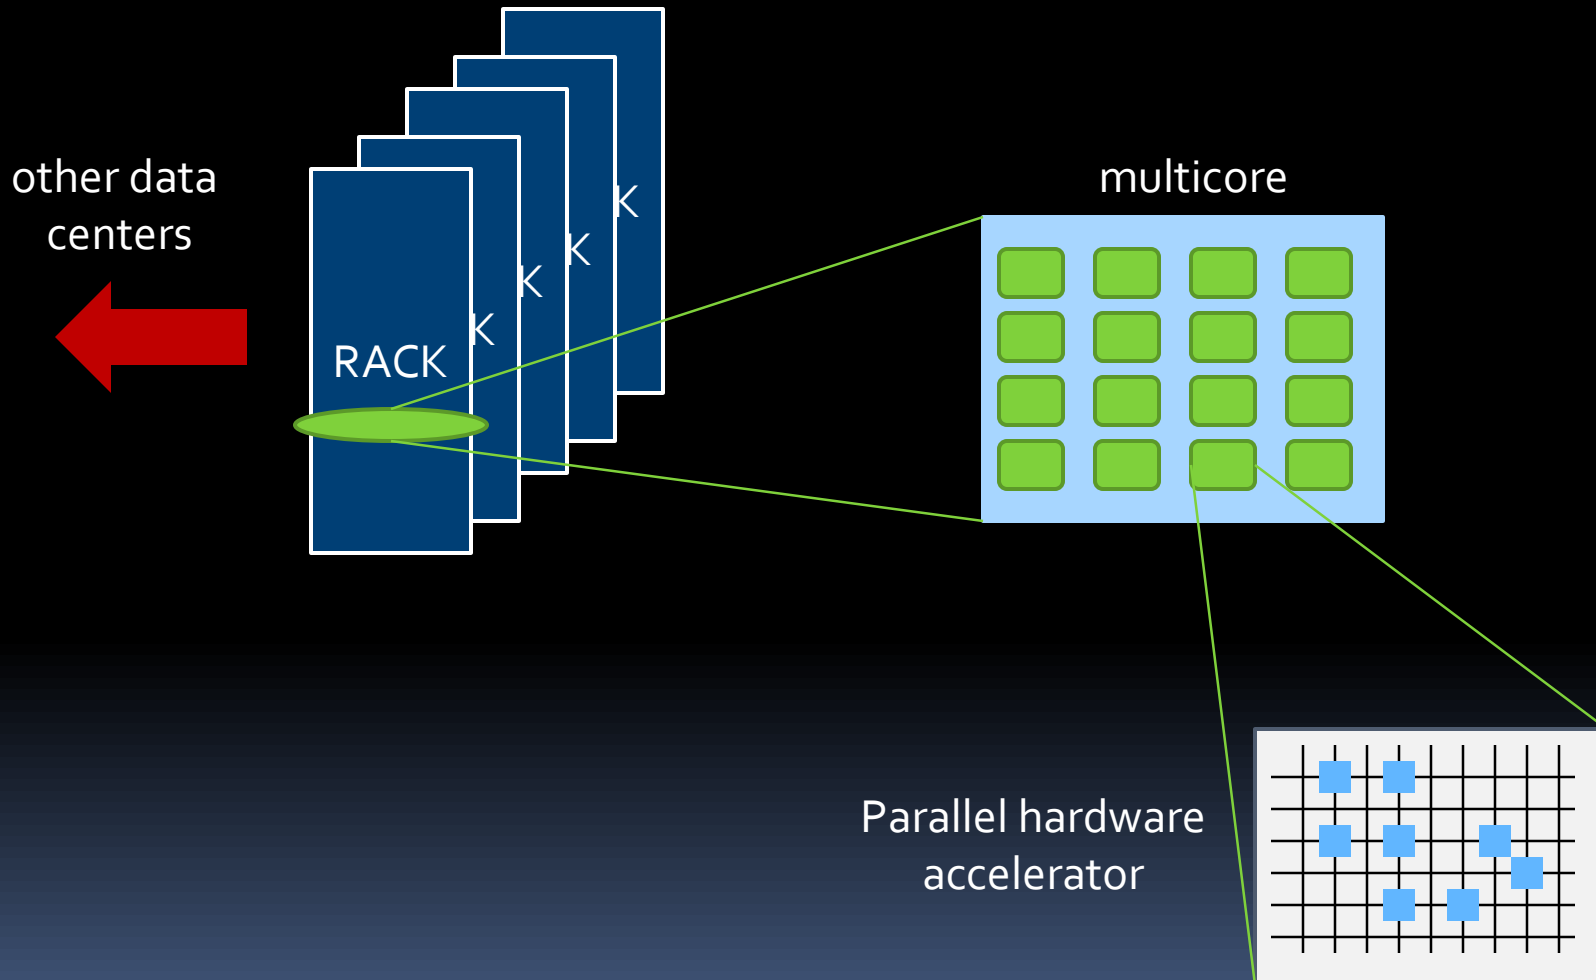 other data
centers
K
K
K
K
RACK
multicore
Parallel hardware
accelerator